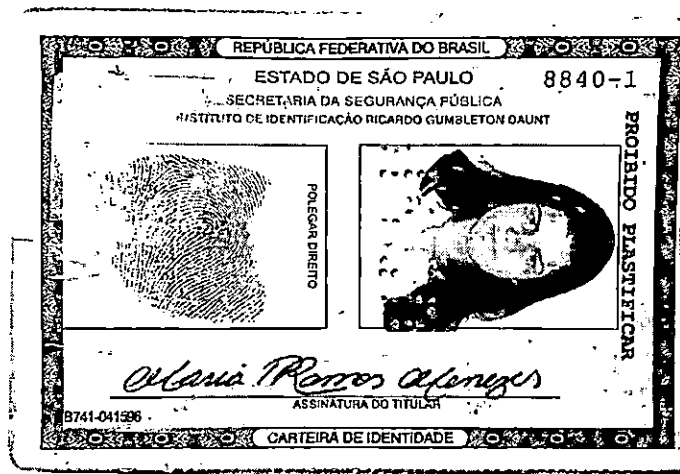 REPÚBLICA FEDERATIVA DO BRASIL
ESTADO DE SÃO PAULO 8840-1
SECRETARIA DA SEGURANÇA PÚBLICA
INSTITUTO DE IDENTIFICAÇÃO RICARDO GUMBLETON DAUNT
POLEGAR DIREITO
PROIBIDO PLASTIFICAR
Maria Ramos Menezes
ASSINATURA DO TITULAR
B741-041596
CARTEIRA DE IDENTIDADE